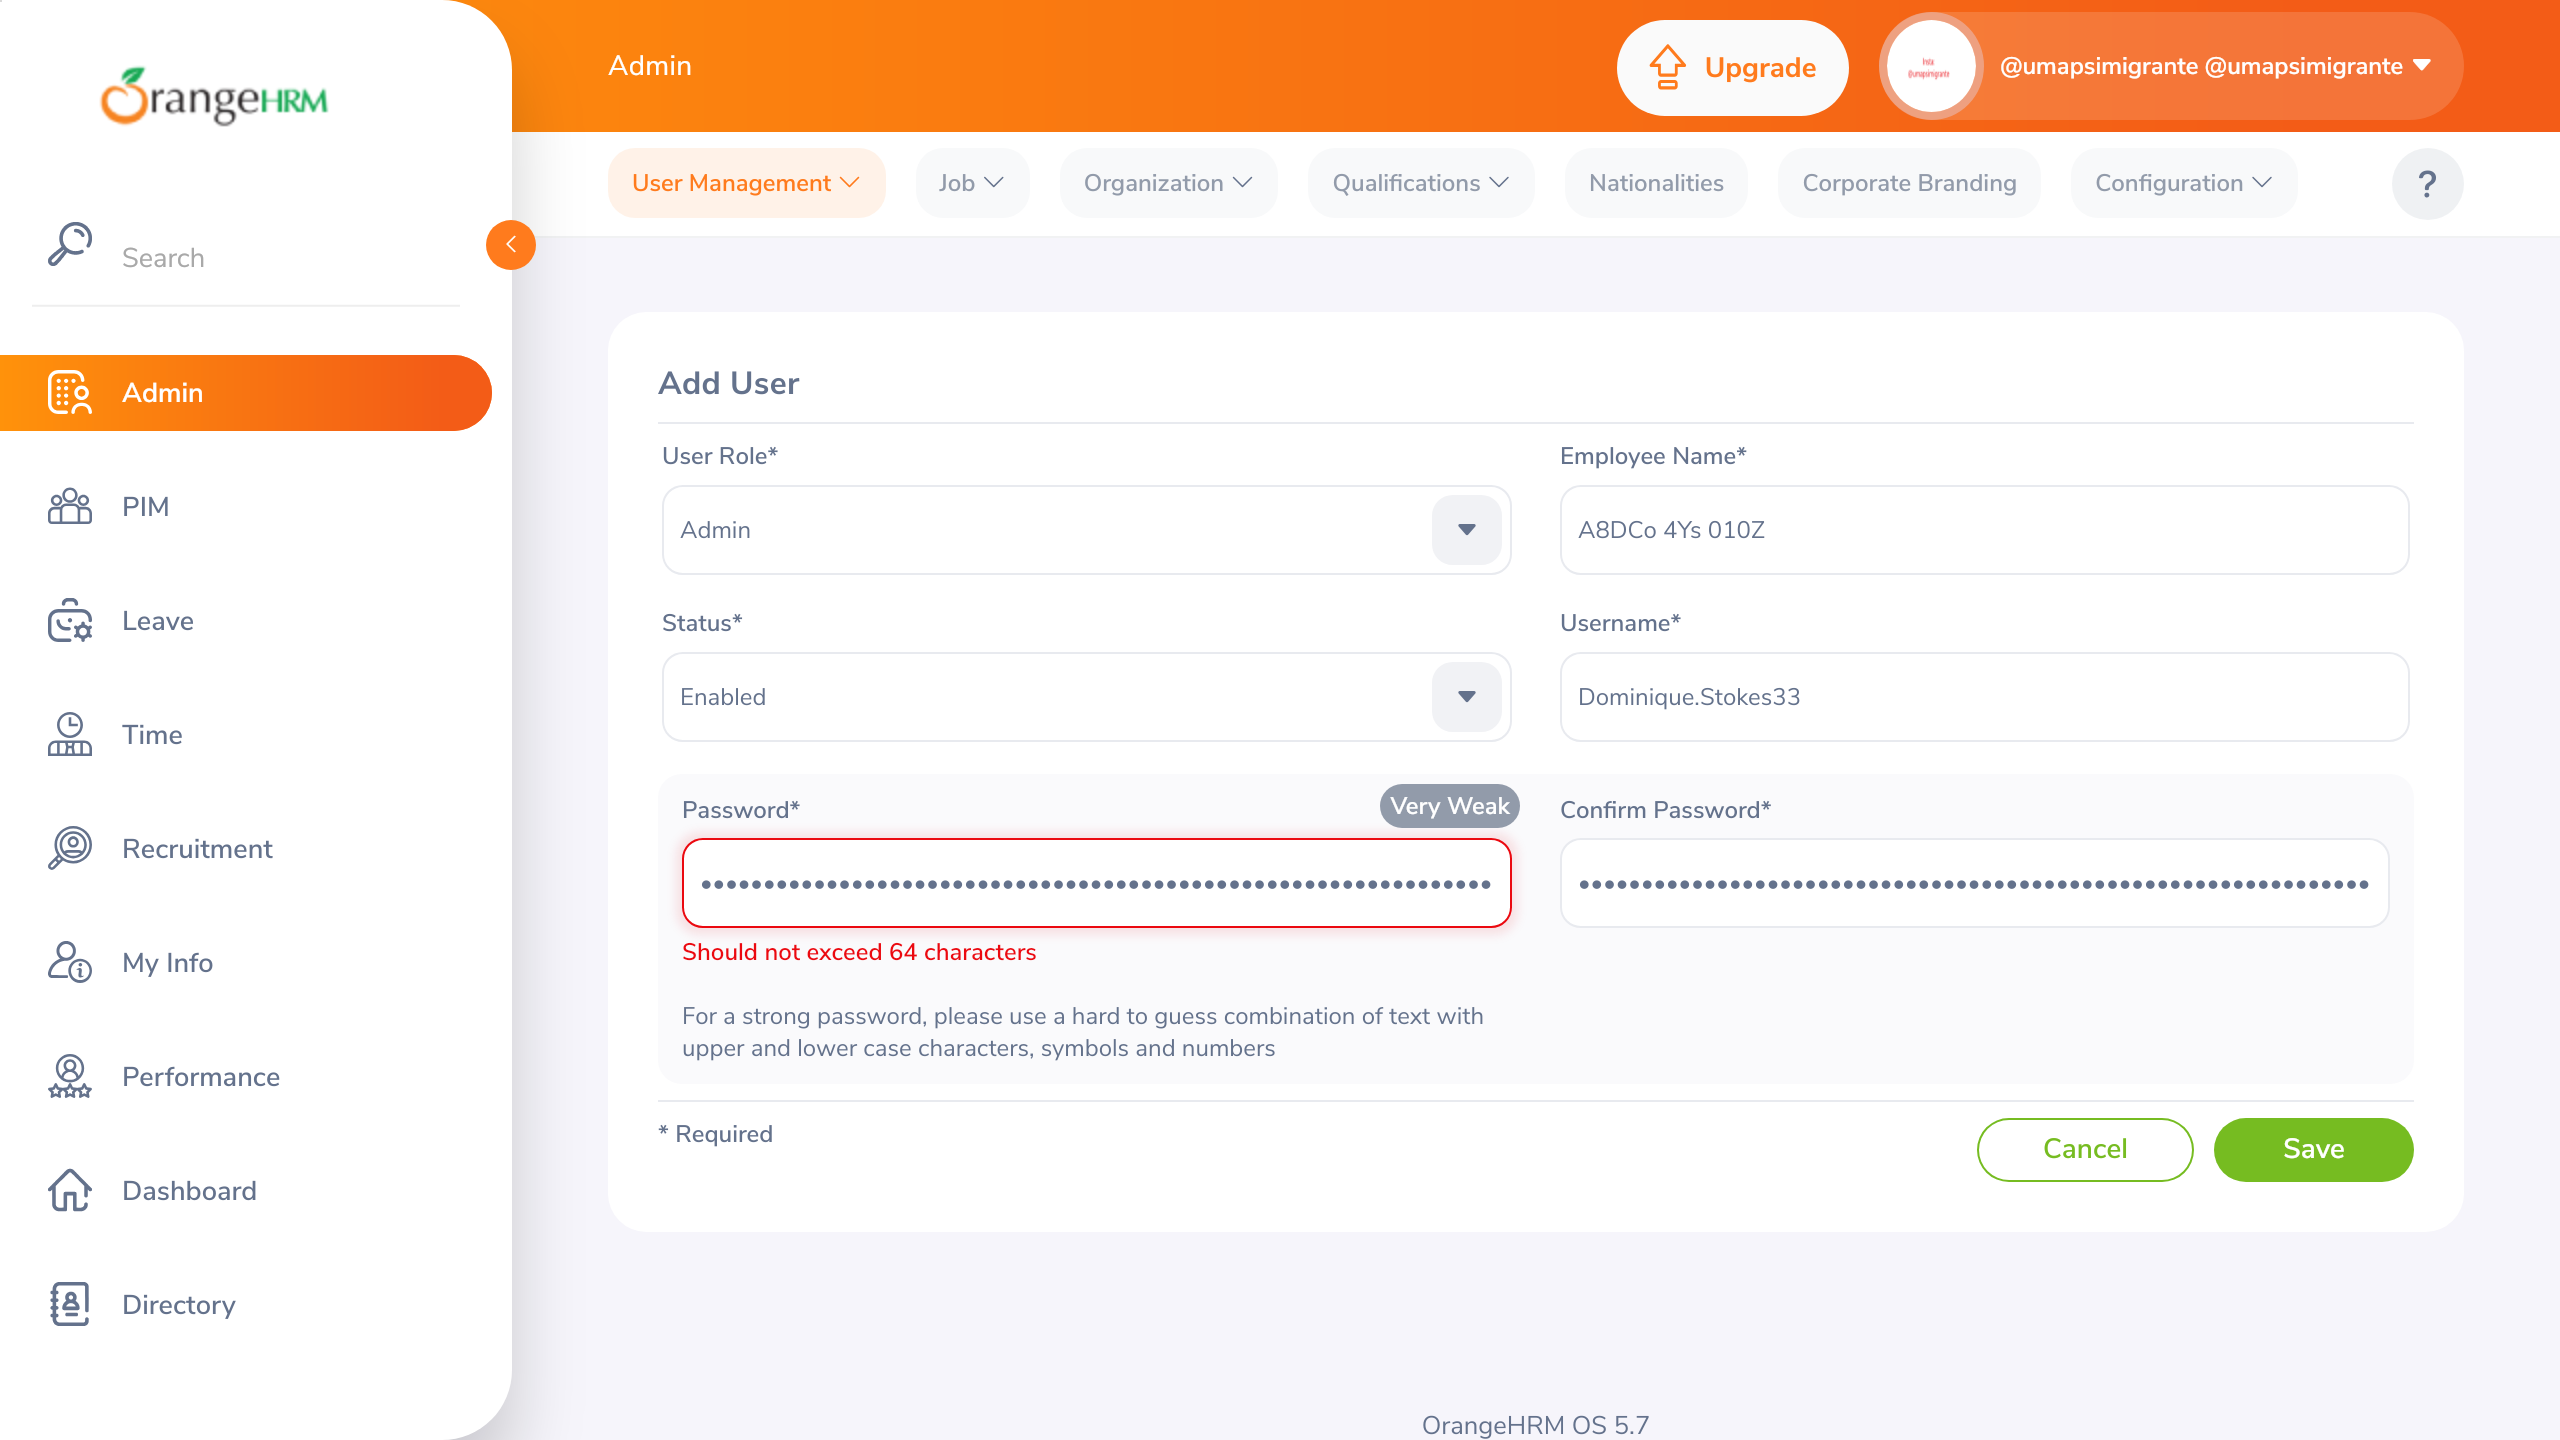 OrangeHRM
Search
Admin
PIM
Leave
Time
Recruitment
My Info
Performance
Dashboard
Directory
Admin
Upgrade
Insta
@umapsimigrante
@umapsimigrante @umapsimigrante
User Management
Job
Organization
Qualifications
Nationalities
Corporate Branding
Configuration
?
Add User
User Role*
Admin
Employee Name*
A8DCo 4Ys 010Z
Status*
Enabled
Username*
Dominique.Stokes33
Password*
Very Weak
Should not exceed 64 characters
For a strong password, please use a hard to guess combination of text with
upper and lower case characters, symbols and numbers
Confirm Password*
* Required
Cancel
Save
OrangeHRM OS 5.7